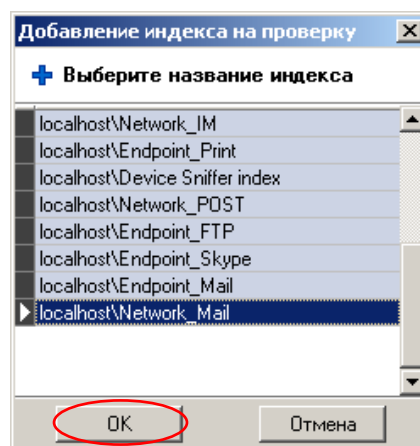 Добавление индекса на проверку
Выберите название индекса
localhost\Network_IM
localhost\Endpoint_Print
localhost\Device Sniffer index
localhost\Network_POST
localhost\Endpoint_FTP
localhost\Endpoint_Skype
localhost\Endpoint_Mail
localhost\Network_Mail
OK Отмена